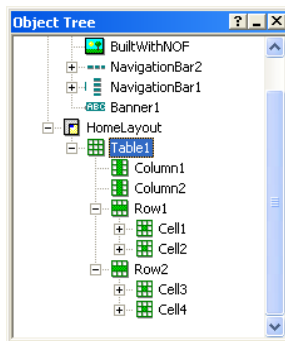 Object Tree
BuiltWithNOF
NavigationBar2
NavigationBar1
ABC Banner1
HomeLayout
Table1
Column1
Column2
Row1
Cell1
Cell2
Row2
Cell3
Cell4